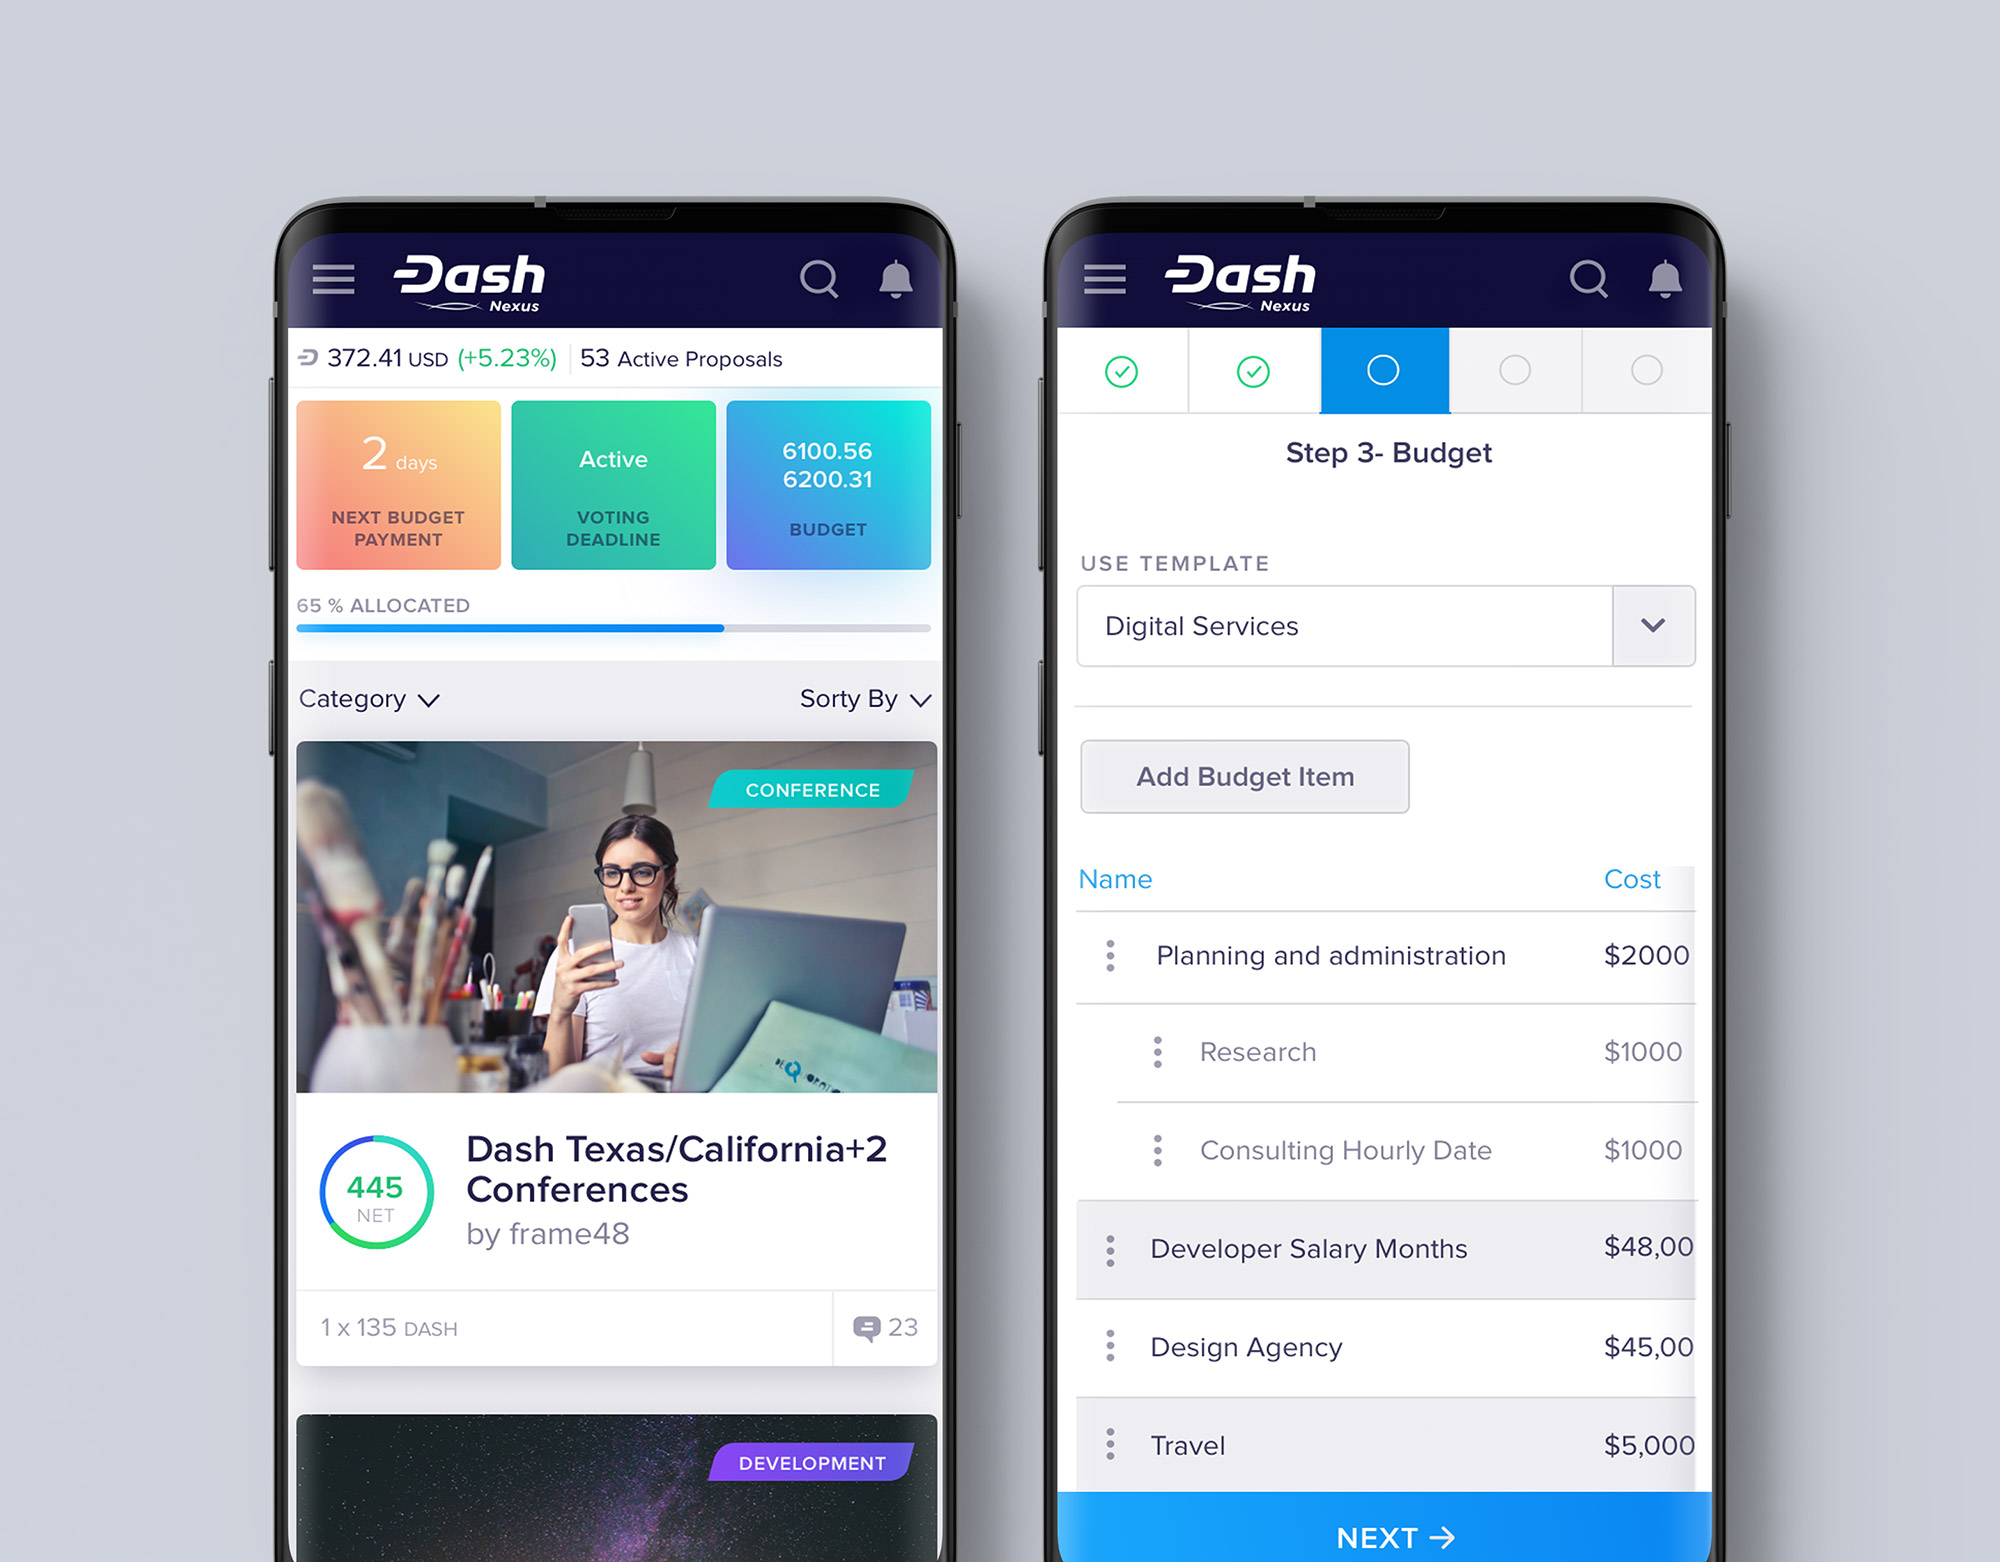 Dash
Nexus
372.41 USD (+5.23%) 53 Active Proposals
2 days
NEXT BUDGET
PAYMENT
Active
VOTING
DEADLINE
6100.56
6200.31
BUDGET
65 % ALLOCATED
Category
Sorty By
CONFERENCE
445
NET
Dash Texas/California+2
Conferences
by frame48
1 x 135 DASH
23
DEVELOPMENT
Dash
Nexus
Step 3- Budget
USE TEMPLATE
Digital Services
Add Budget Item
Name Cost
Planning and administration $2000
Research $1000
Consulting Hourly Date $1000
Developer Salary Months $48,00
Design Agency $45,00
Travel $5,000
NEXT →